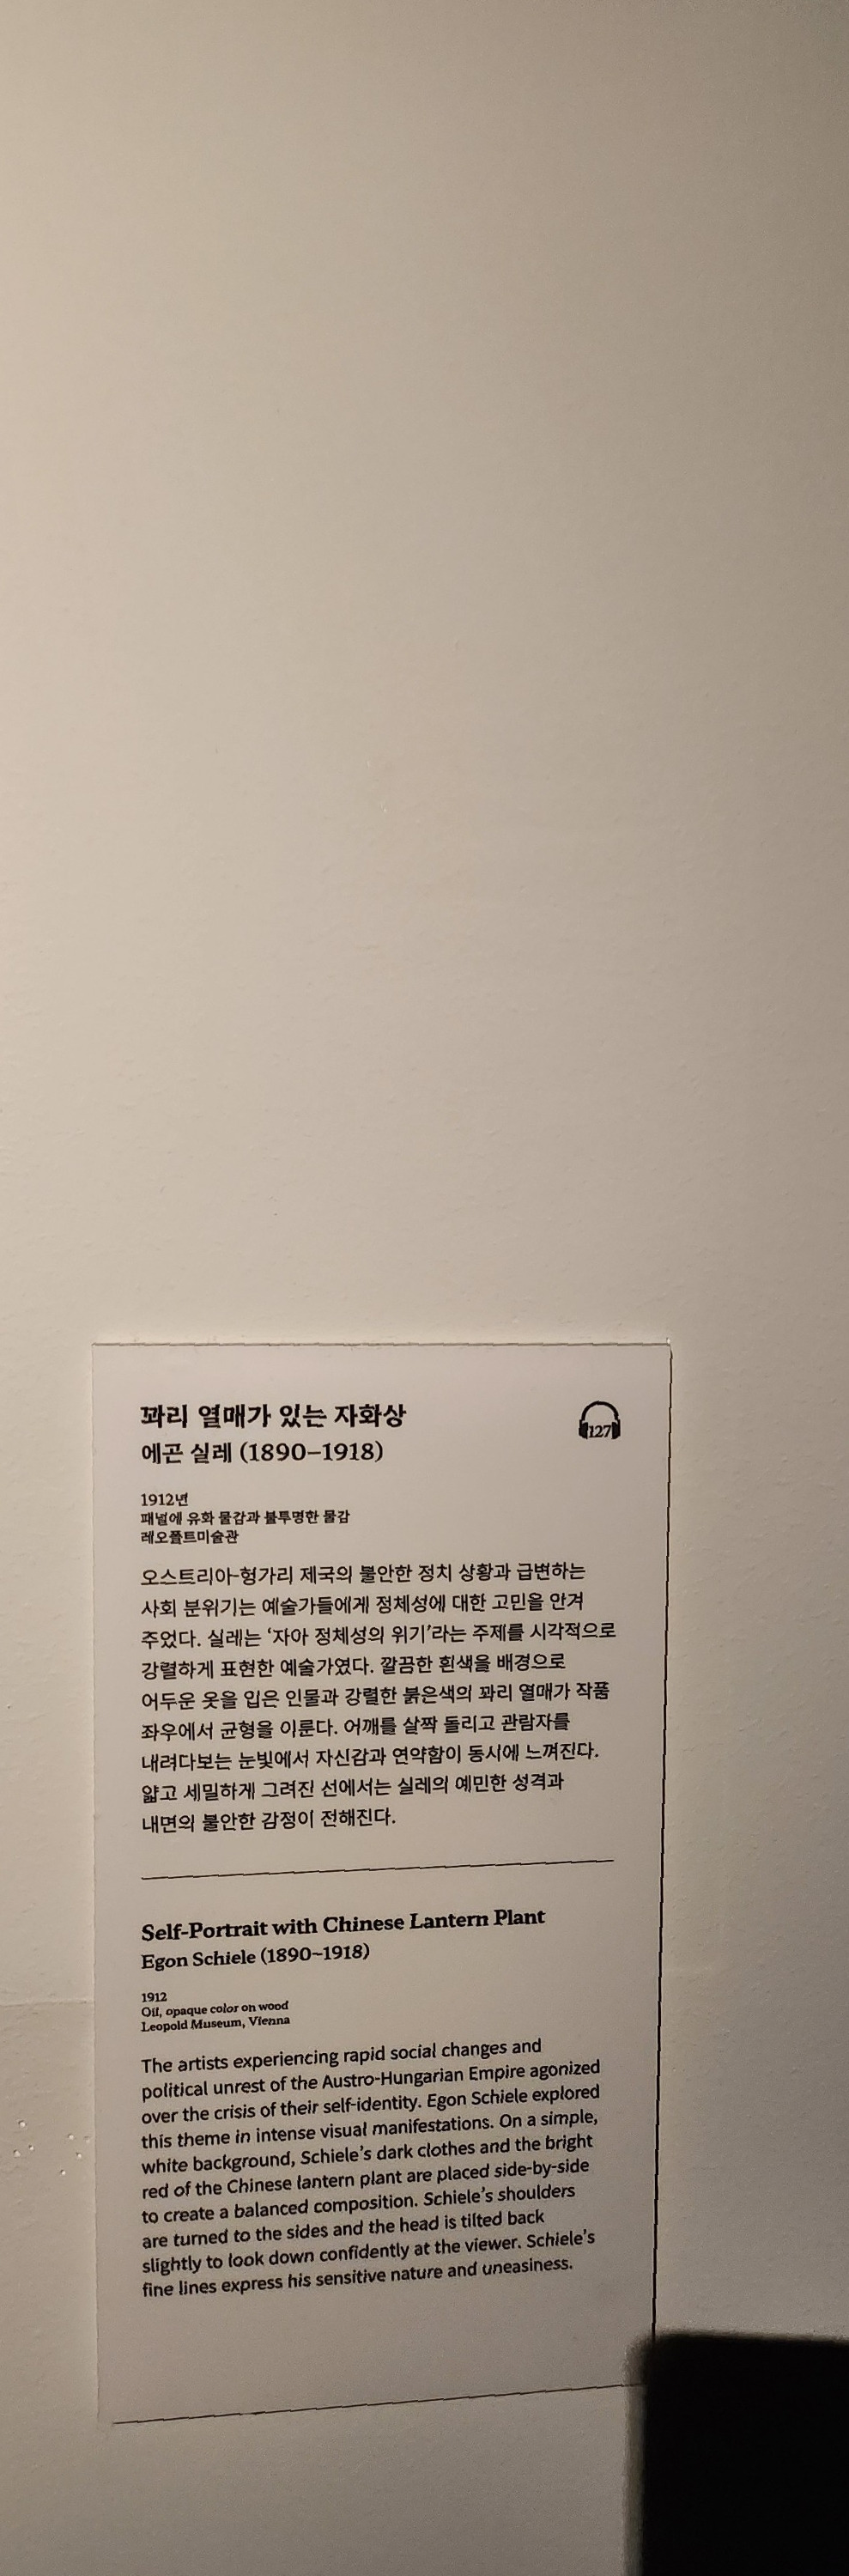 꽈리 열매가 있는 자화상
127
에곤 실레 (1890–1918)
1912년
패널에 유화 물감과 불투명한 물감
레오폴트미술관
오스트리아-헝가리 제국의 불안한 정치 상황과 급변하는
사회 분위기는 예술가들에게 정체성에 대한 고민을 안겨
주었다. 실레는 ‘자아 정체성의 위기’라는 주제를 시각적으로
강렬하게 표현한 예술가였다. 깔끔한 흰색을 배경으로
어두운 옷을 입은 인물과 강렬한 붉은색의 꽈리 열매가 작품
좌우에서 균형을 이룬다. 어깨를 살짝 돌리고 관람자를
내려다보는 눈빛에서 자신감과 연약함이 동시에 느껴진다.
얇고 세밀하게 그려진 선에서는 실레의 예민한 성격과
내면의 불안한 감정이 전해진다.
Self-Portrait with Chinese Lantern Plant
Egon Schiele (1890–1918)
1912
Oil, opaque color on wood
Leopold Museum, Vienna
The artists experiencing rapid social changes and
political unrest of the Austro-Hungarian Empire agonized
over the crisis of their self-identity. Egon Schiele explored
this theme in intense visual manifestations. On a simple,
white background, Schiele’s dark clothes and the bright
red of the Chinese lantern plant are placed side-by-side
to create a balanced composition. Schiele’s shoulders
are turned to the sides and the head is tilted back
slightly to look down confidently at the viewer. Schiele’s
fine lines express his sensitive nature and uneasiness.